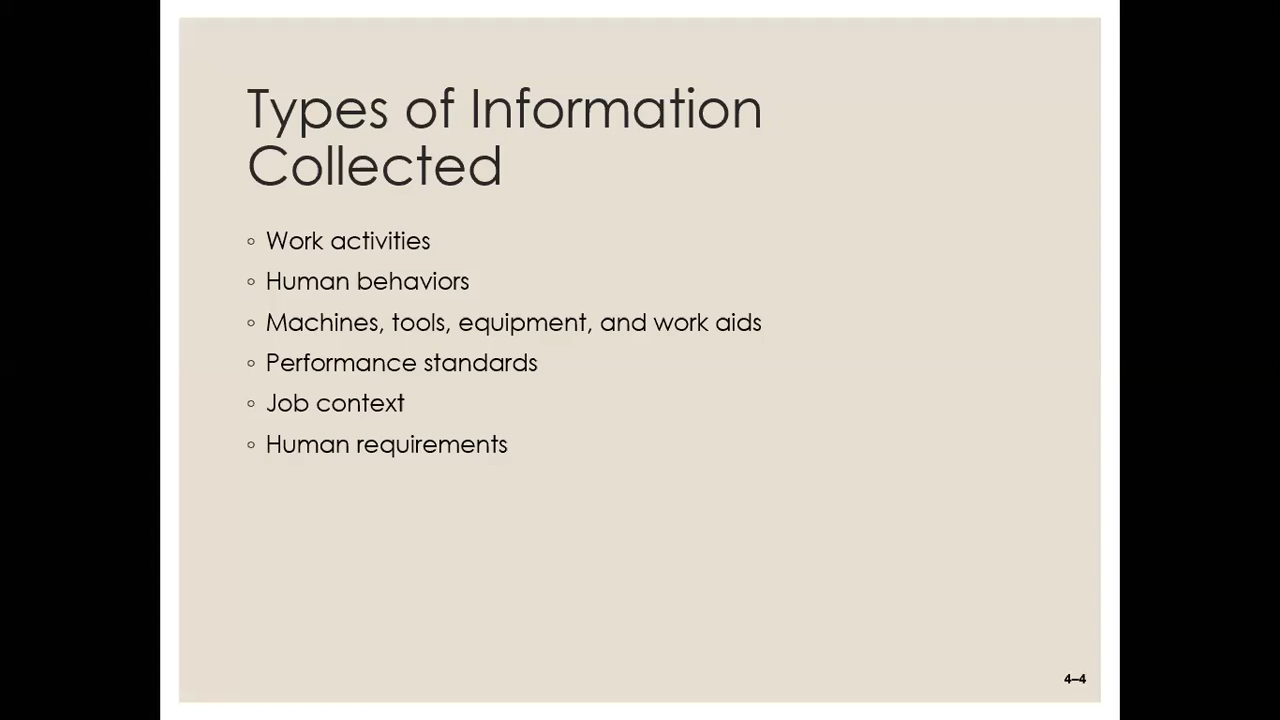 Types of Information
Collected
◦ Work activities
◦ Human behaviors
◦ Machines, tools, equipment, and work aids
◦ Performance standards
◦ Job context
◦ Human requirements
4–4